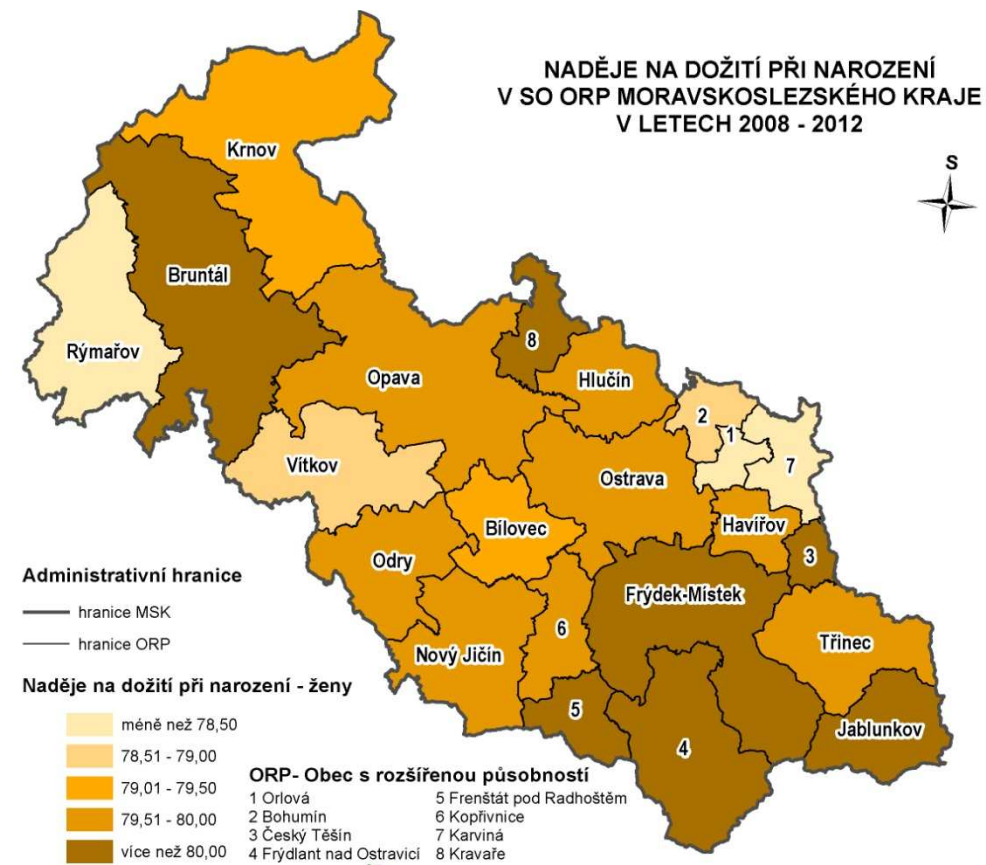 NADĚJE NA DOŽITÍ PŘI NAROZENÍ
V SO ORP MORAVSKOSLEZSKÉHO KRAJE
V LETECH 2008 - 2012
S
Krnov
Bruntál
Rýmařov
8
Opava
Hlučín
2
1
7
Vítkov
Ostrava
Bílovec
Havířov
3
Odry
Frýdek-Místek
6
Třinec
Nový Jičín
5
4
Jablunkov
Administrativní hranice
hranice MSK
hranice ORP
Naděje na dožití při narození - ženy
méně než 78,50
78,51 - 79,00
79,01 - 79,50
79,51 - 80,00
více než 80,00
ORP- Obec s rozšířenou působností
1 Orlová
2 Bohumín
3 Český Těšín
4 Frýdlant nad Ostravicí
5 Frenštát pod Radhoštěm
6 Kopřivnice
7 Karviná
8 Kravaře